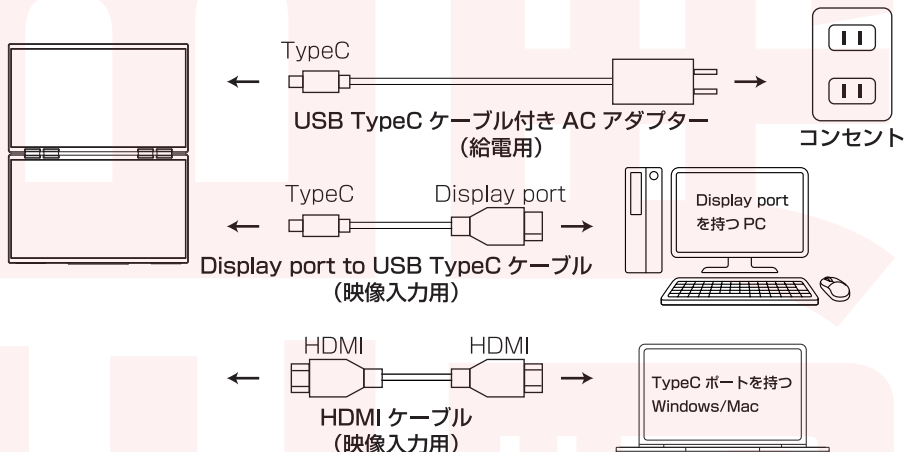 TypeC
USB TypeC ケーブル付き AC アダプター
（給電用）
コンセント
TypeC
Display port
Display port
を持つ PC
Display port to USB TypeC ケーブル
（映像入力用）
HDMI
HDMI
TypeC ポートを持つ
Windows/Mac
HDMI ケーブル
（映像入力用）